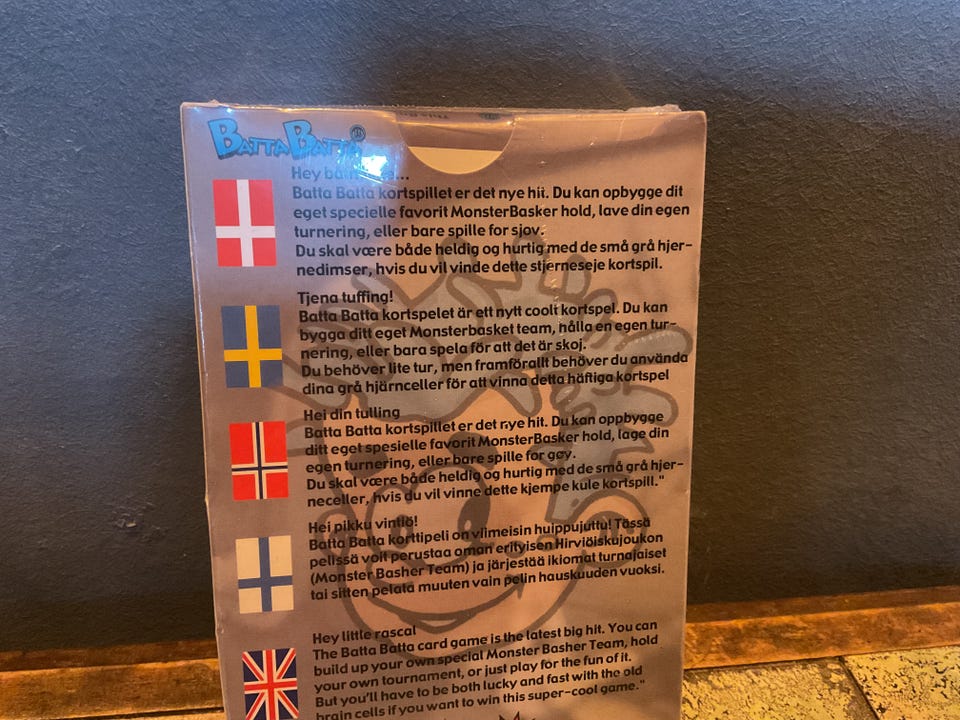 BATTA BATTA
Hey
Batta Batta kortspillet er det nye hit. Du kan opbygge dit
eget specielle favorit MonsterBasker hold, lave din egen
turnering, eller bare spille for sjov.
Du skal være både heldig og hurtig med de små grå hjer-
nedimser, hvis du vil vinde dette stjerneseje kortspil.
Tjena tuffing!
Batta Batta kortspelet är ett nytt coolt kortspel. Du kan
bygga ditt eget Monsterbasket team, hålla en egen tur-
nering, eller bara spela för att det är skoj.
Du behöver lite tur, men framförallt behöver du använda
dina grå hjärnceller för att vinna detta häftiga kortspel
Hei din tulling
Batta Batta kortspillet er det nye hit. Du kan oppbygge
ditt eget spesielle favorit MonsterBasker hold, lage din
egen turnering, eller bare spille for gøy.
Du skal være både heldig og hurtig med de små grå hjer-
neceller, hvis du vil vinne dette kjempe kule kortspill."
Hei pikku vintiö!
Batta Batta korttipeli on viimeisin huippujuttu! Tässä
pelissä voit perustaa oman erityisen Hirviöiskujoukon
(Monster Basher Team) ja järjestää ikiomat turnajaiset
tai sitten pelata muuten vain pelin hauskuuden vuoksi.
Hey little rascal
The Batta Batta card game is the latest big hit. You can
build up your own special Monster Basher Team, hold
your own tournament, or just play for the fun of it.
But you'll have to be both lucky and fast with the old
brain cells if you want to win this super-cool game."